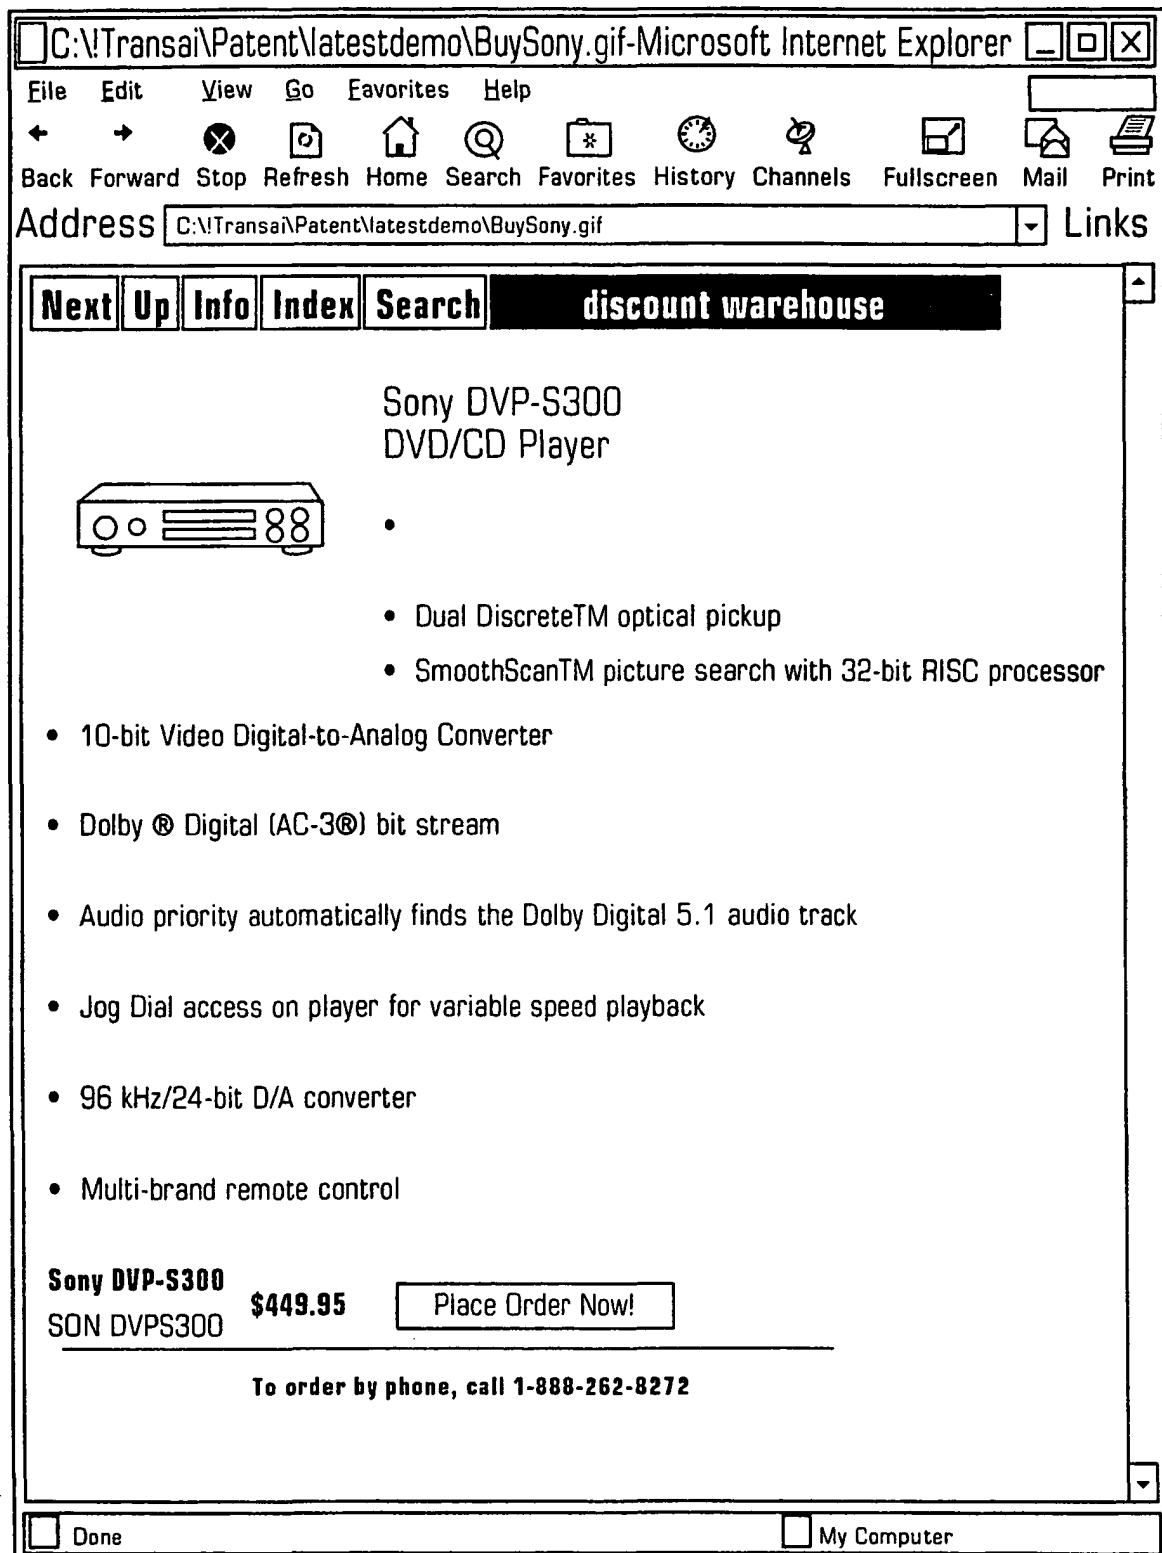 C:\!Transai\Patent\latestdemo\BuySony.gif-Microsoft Internet Explorer
File Edit View Go Favorites Help
Back Forward Stop Refresh Home Search Favorites History Channels Fullscreen Mail Print
Address C:\!Transai\Patent\latestdemo\BuySony.gif Links
Next Up Info Index Search discount warehouse
Sony DVP-S300
DVD/CD Player
•
• Dual DiscreteTM optical pickup
• SmoothScanTM picture search with 32-bit RISC processor
• 10-bit Video Digital-to-Analog Converter
• Dolby ® Digital (AC-3®) bit stream
• Audio priority automatically finds the Dolby Digital 5.1 audio track
• Jog Dial access on player for variable speed playback
• 96 kHz/24-bit D/A converter
• Multi-brand remote control
Sony DVP-S300
SON DVPS300
$449.95
Place Order Now!
To order by phone, call 1-888-262-8272
Done My Computer